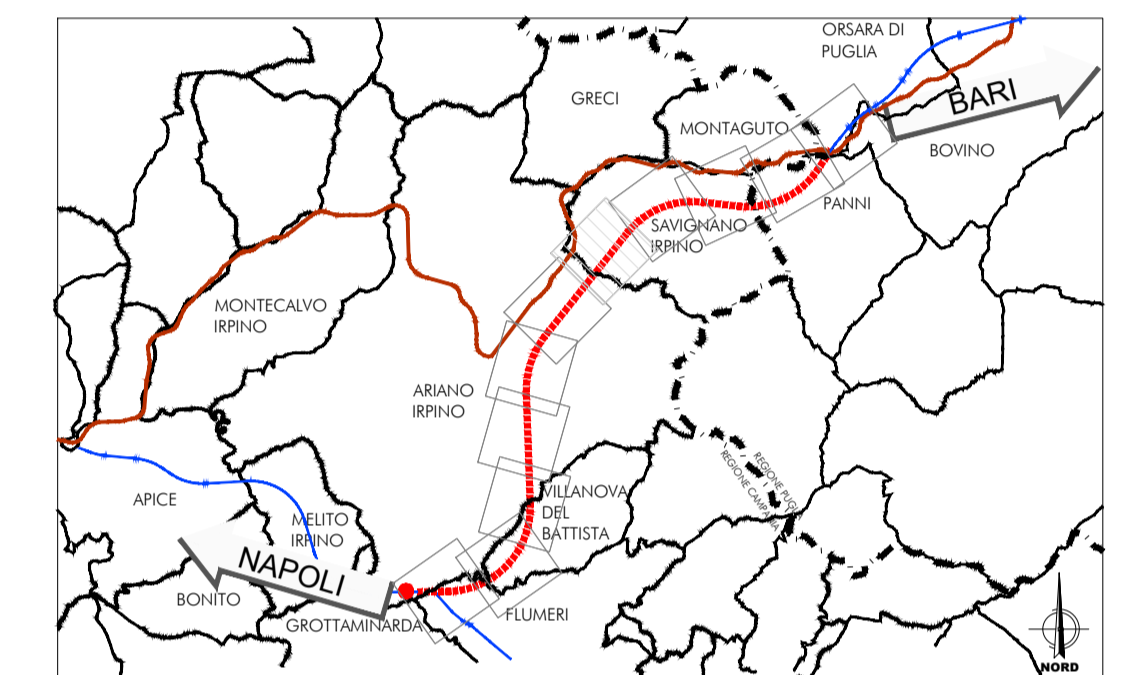 ORSARA DI
PUGLIA
GRECI
BARI
MONTAGUTO
BOVINO
PANNI
SAVIGNANO
IRPINO
MONTECALVO
IRPINO
ARIANO
IRPINO
REGIONE PUGLIA
REGIONE CAMPANIA
APICE
VILLANOVA
DEL
BATTISTA
MELITO
IRPINO
NAPOLI
BONITO
FLUMERI
GROTTAMINARDA
NORD